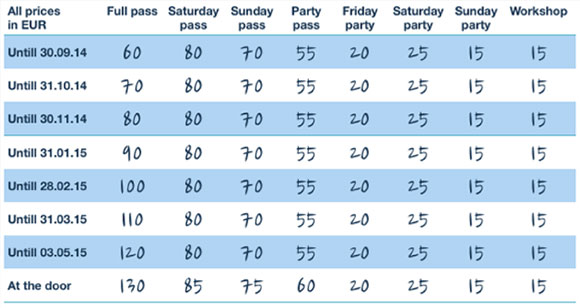 All prices in EUR Full pass Saturday pass Sunday pass Party pass Friday party Saturday party Sunday party Workshop
Untill 30.09.14 60 80 70 55 20 25 15 15
Untill 31.10.14 70 80 70 55 20 25 15 15
Untill 30.11.14 80 80 70 55 20 25 15 15
Untill 31.01.15 90 80 70 55 20 25 15 15
Untill 28.02.15 100 80 70 55 20 25 15 15
Untill 31.03.15 110 80 70 55 20 25 15 15
Untill 03.05.15 120 80 70 55 20 25 15 15
At the door 130 85 75 60 20 25 15 15